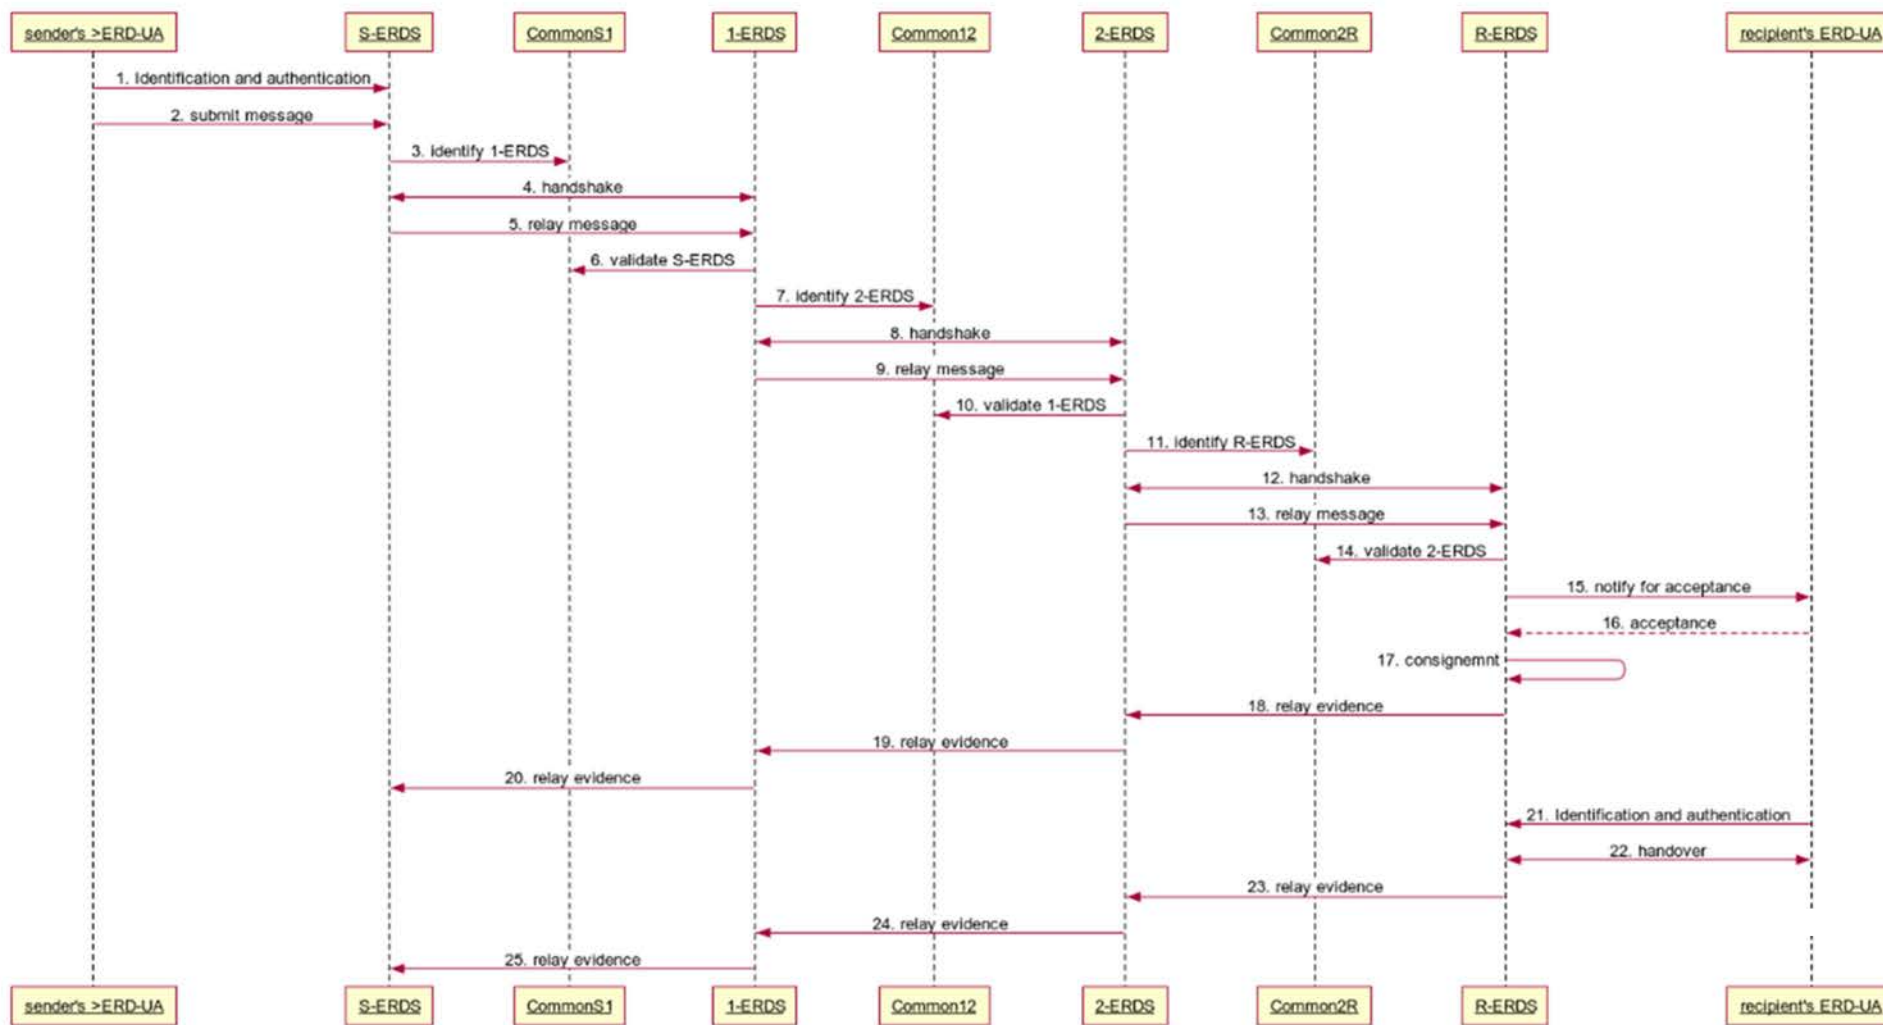 sender's >ERD-UA S-ERDS CommonS1 1-ERDS Common12 2-ERDS Common2R R-ERDS recipient's ERD-UA
1. Identification and authentication
2. submit message
3. identify 1-ERDS
4. handshake
5. relay message
6. validate S-ERDS
7. identify 2-ERDS
8. handshake
9. relay message
10. validate 1-ERDS
11. identify R-ERDS
12. handshake
13. relay message
14. validate 2-ERDS
15. notify for acceptance
16. acceptance
17. consignemnt
18. relay evidence
19. relay evidence
20. relay evidence
21. Identification and authentication
22. handover
23. relay evidence
24. relay evidence
25. relay evidence
sender's >ERD-UA S-ERDS CommonS1 1-ERDS Common12 2-ERDS Common2R R-ERDS recipient's ERD-UA